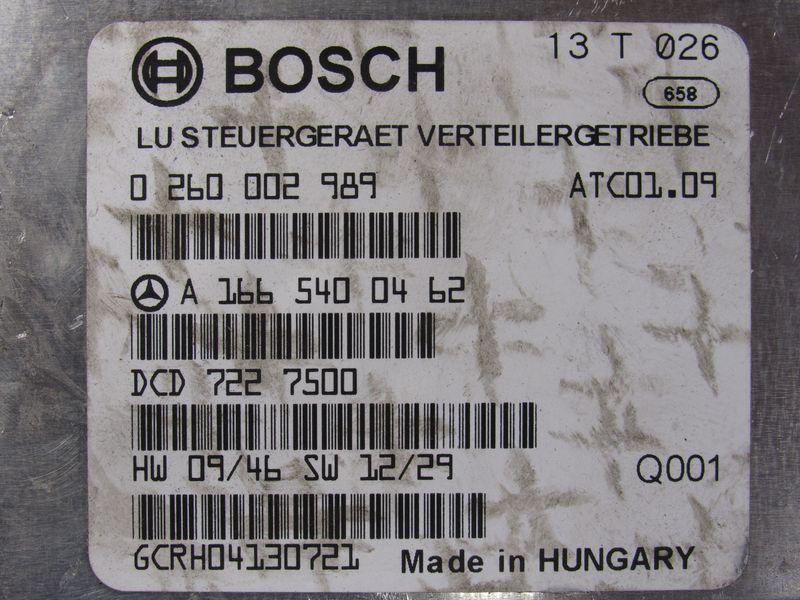 BOSCH
13 T 026
658
LU STEUERGERAET VERTEILERGETRIEBE
0 260 002 989
ATC01.09
A 166 540 04 62
DCD 722 7500
HW 09/46 SW 12/29
Q001
GCRH04130721
Made in HUNGARY